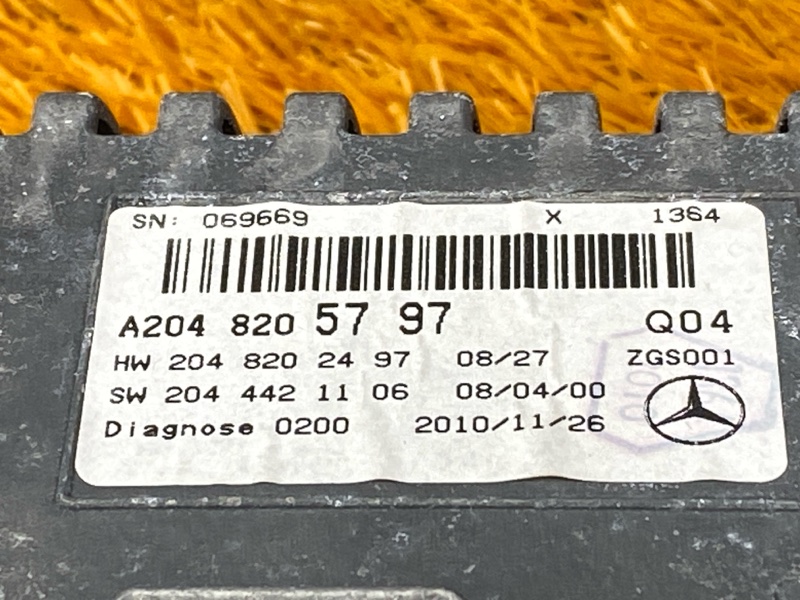 SN: 069669 X 1364
A204 820 57 97 Q04
HW 204 820 24 97 08/27 ZGS001
SW 204 442 11 06 08/04/00
Diagnose 0200 2010/11/26